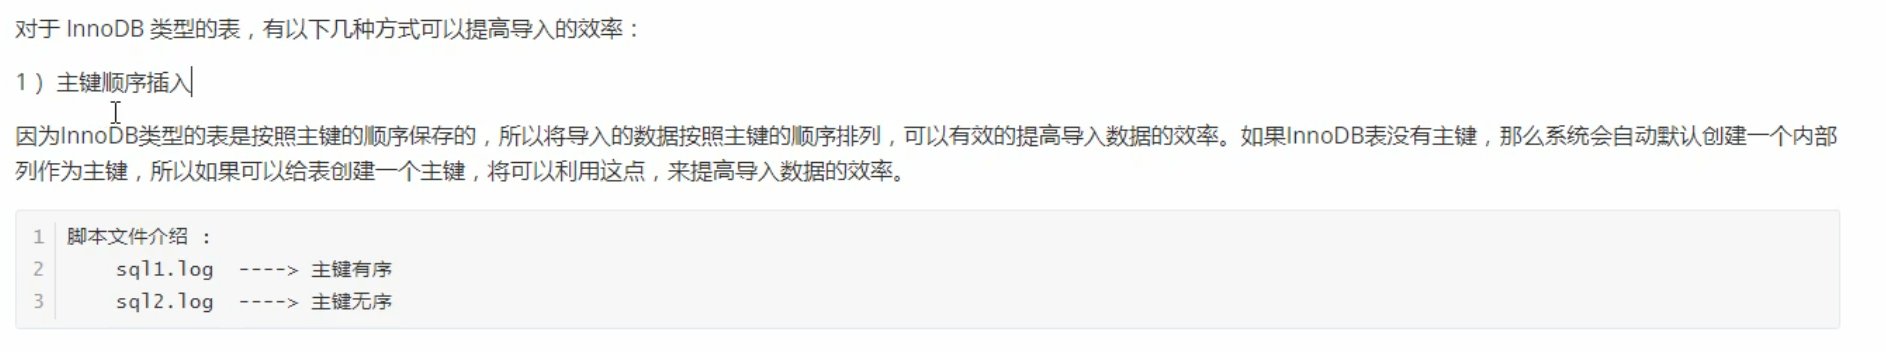 对于 InnoDB 类型的表，有以下几种方式可以提高导入的效率：
1） 主键顺序插入
因为InnoDB类型的表是按照主键的顺序保存的，所以将导入的数据按照主键的顺序排列，可以有效的提高导入数据的效率。如果InnoDB表没有主键，那么系统会自动默认创建一个内部
列作为主键，所以如果可以给表创建一个主键，将可以利用这点，来提高导入数据的效率。
1 脚本文件介绍 :
2 sql1.log ----> 主键有序
3 sql2.log ----> 主键无序